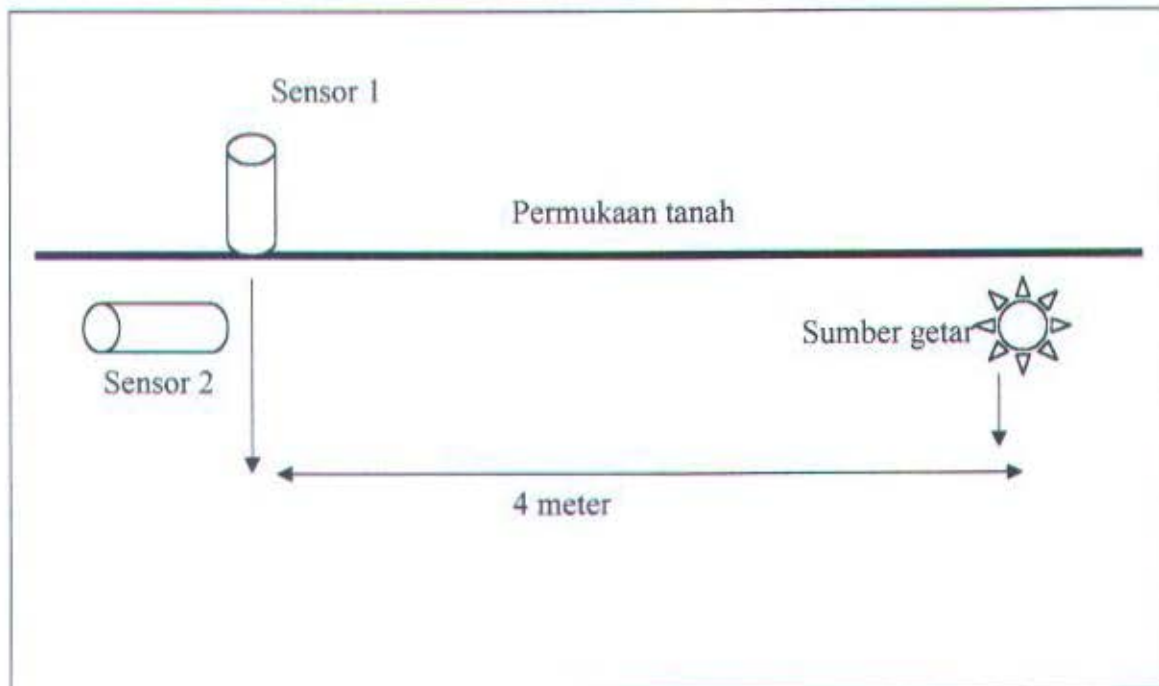 Sensor 1
Permukaan tanah
Sumber getar
Sensor 2
4 meter